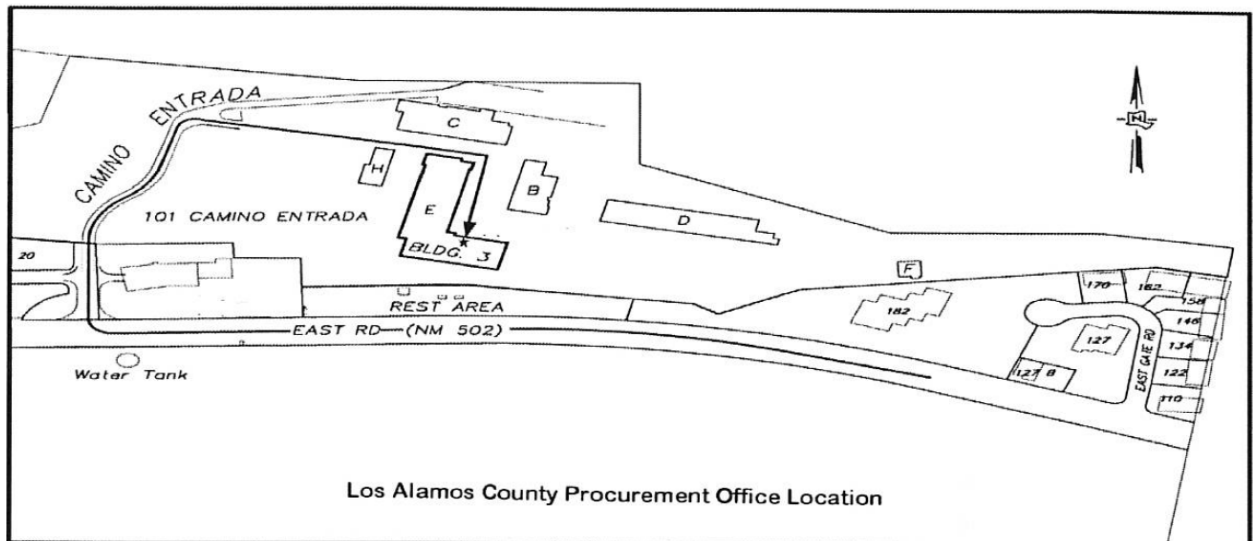 CAMINO ENTRADA
C
N
H
B
E
D
101 CAMINO ENTRADA
BLDG. 3
20
F
REST AREA
170
162
158
182
146
EAST RD—(NM 502)
127
134
EAST GATE RD
Water Tank
127 B
122
110
Los Alamos County Procurement Office Location